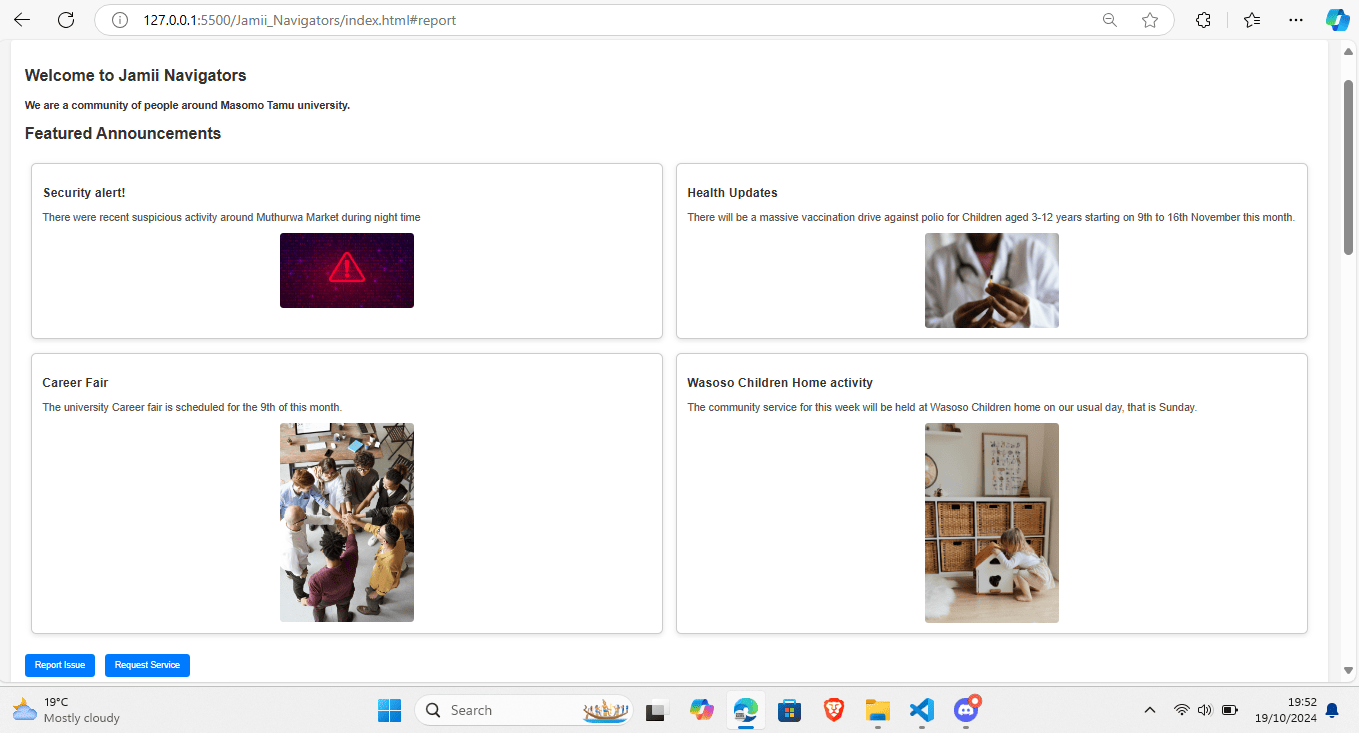 127.0.0.1:5500/Jamii_Navigators/index.html#report
Welcome to Jamii Navigators
We are a community of people around Masomo Tamu university.
Featured Announcements
Security alert!
There were recent suspicious activity around Muthurwa Market during night time
Health Updates
There will be a massive vaccination drive against polio for Children aged 3-12 years starting on 9th to 16th November this month.
Career Fair
The university Career fair is scheduled for the 9th of this month.
Wasoso Children Home activity
The community service for this week will be held at Wasoso Children home on our usual day, that is Sunday.
Report Issue
Request Service
19°C
Mostly cloudy
Search
19:52
19/10/2024